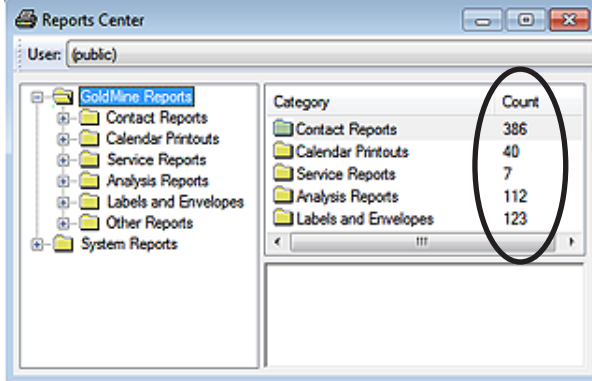 Reports Center
User: (public)
GoldMine Reports
Contact Reports
Calendar Printouts
Service Reports
Analysis Reports
Labels and Envelopes
Other Reports
System Reports
Category Count
Contact Reports 386
Calendar Printouts 40
Service Reports 7
Analysis Reports 112
Labels and Envelopes 123